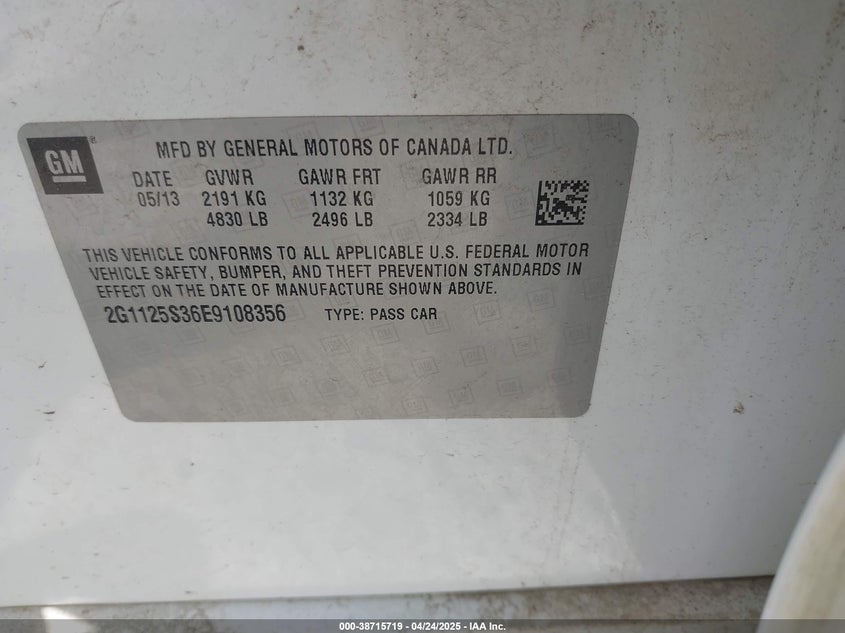 GM
MFD BY GENERAL MOTORS OF CANADA LTD.
DATE GVWR GAWR FRT GAWR RR
05/13 2191 KG 1132 KG 1059 KG
4830 LB 2496 LB 2334 LB
THIS VEHICLE CONFORMS TO ALL APPLICABLE U.S. FEDERAL MOTOR
VEHICLE SAFETY, BUMPER, AND THEFT PREVENTION STANDARDS IN
EFFECT ON THE DATE OF MANUFACTURE SHOWN ABOVE.
2G1125S36E9108356 TYPE: PASS CAR
000-38715719 - 04/24/2025 - IAA Inc.